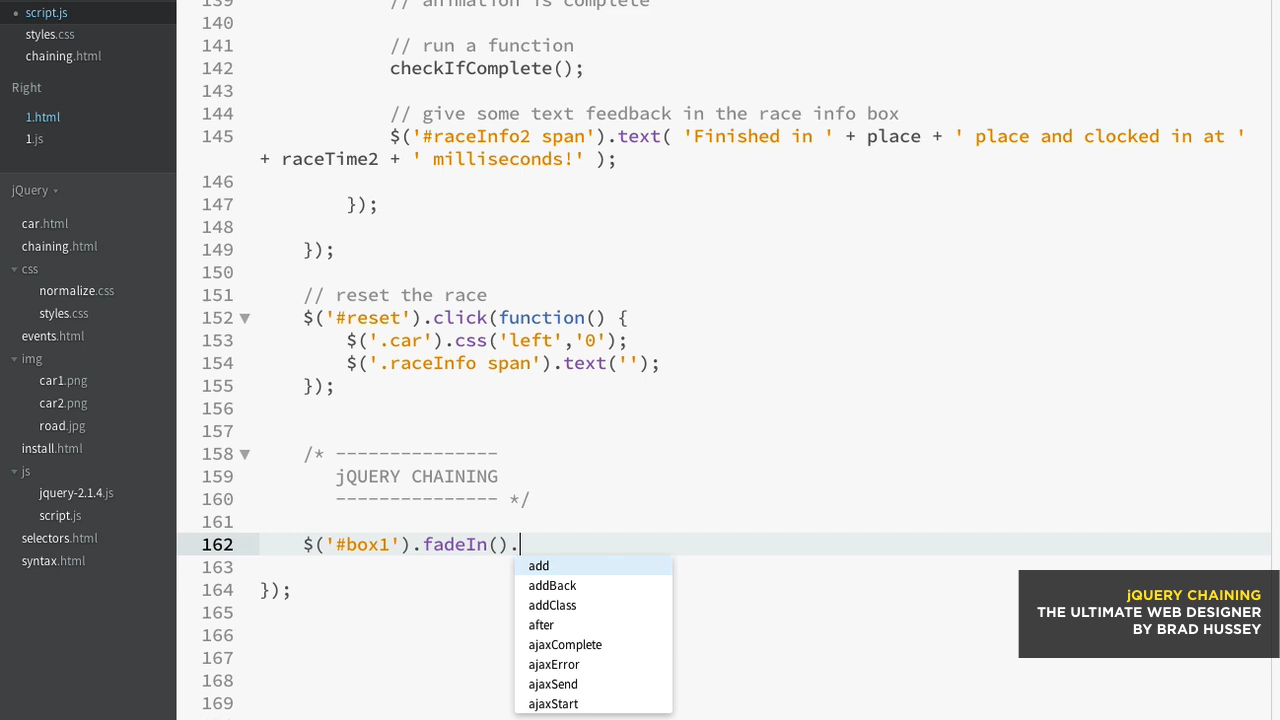 script.js
styles.css
chaining.html
Right
1.html
1.js
jQuery
car.html
chaining.html
css
normalize.css
styles.css
events.html
img
car1.png
car2.png
road.jpg
install.html
js
jquery-2.1.4.js
script.js
selectors.html
syntax.html
139 // animation is complete
140
141 // run a function
142 checkIfComplete();
143
144 // give some text feedback in the race info box
145 $('#raceInfo2 span').text( 'Finished in ' + place + ' place and clocked in at '
+ raceTime2 + ' milliseconds!' );
146
147 });
148
149 });
150
151 // reset the race
152 $('#reset').click(function() {
153 $('.car').css('left','0');
154 $('.raceInfo span').text('');
155 });
156
157
158 /* ---------------
159 jQUERY CHAINING
160 --------------- */
161
162 $('#box1').fadeIn().
163
164 });
165
166
167
168
169
add
addBack
addClass
after
ajaxComplete
ajaxError
ajaxSend
ajaxStart
jQUERY CHAINING
THE ULTIMATE WEB DESIGNER
BY BRAD HUSSEY